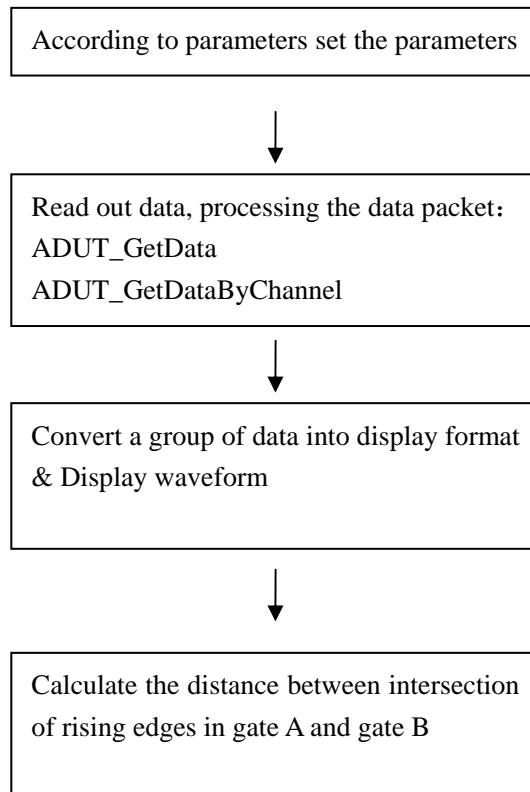 According to parameters set the parameters
Read out data, processing the data packet：
ADUT_GetData
ADUT_GetDataByChannel
Convert a group of data into display format
& Display waveform
Calculate the distance between intersection
of rising edges in gate A and gate B